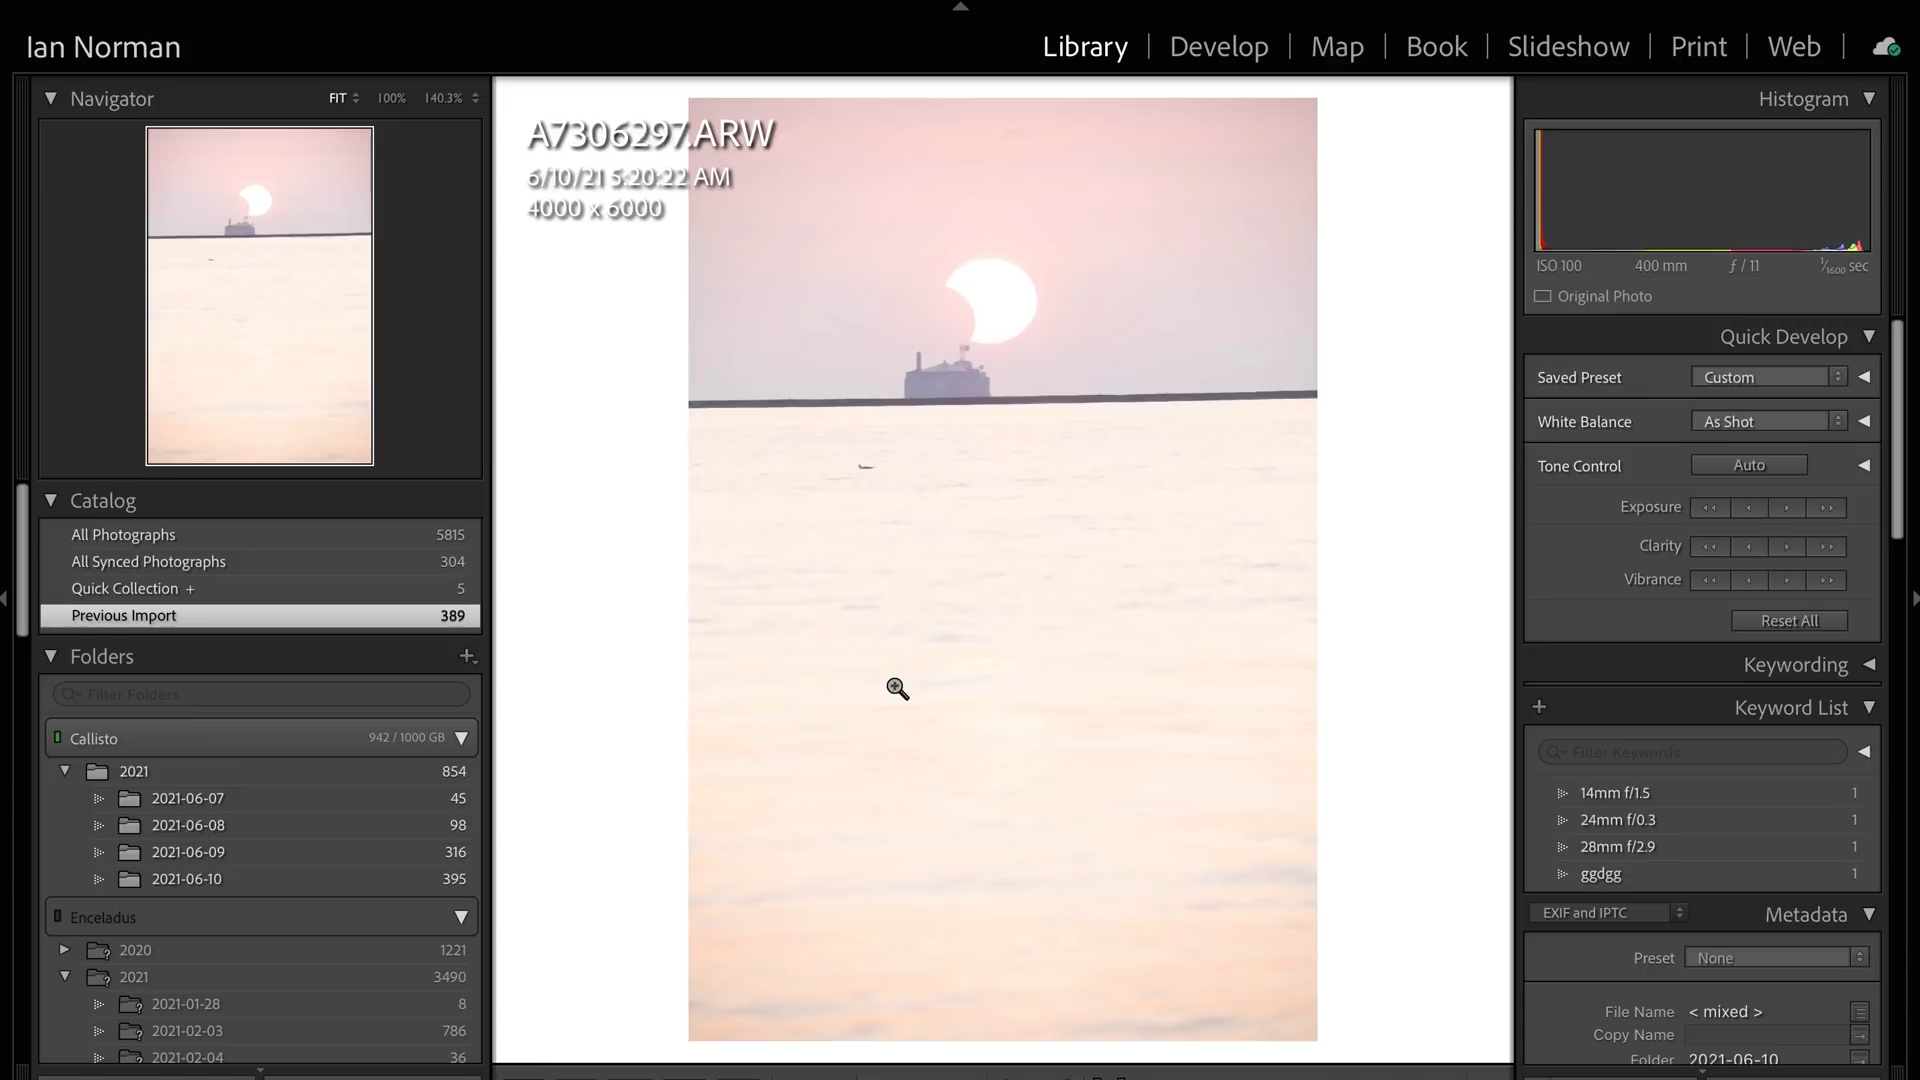 Ian Norman
Library | Develop | Map | Book | Slideshow | Print | Web |
Navigator FIT 100% 140.3%
A7306297.ARW
6/10/21 5:20:22 AM
4000 x 6000
Catalog
All Photographs 5815
All Synced Photographs 304
Quick Collection + 5
Previous Import 389
Folders
Filter Folders
Callisto 942 / 1000 GB
2021 854
2021-06-07 45
2021-06-08 98
2021-06-09 316
2021-06-10 395
Enceladus
2020 1221
2021 3490
2021-01-28 8
2021-02-03 786
2021-02-04 36
Histogram
ISO 100 400 mm ƒ / 11 1/1600 sec
Original Photo
Quick Develop
Saved Preset Custom
White Balance As Shot
Tone Control Auto
Exposure
Clarity
Vibrance
Reset All
Keywording
Keyword List
Filter Keywords
14mm f/1.5 1
24mm f/0.3 1
28mm f/2.9 1
ggdgg 1
EXIF and IPTC Metadata
Preset None
File Name < mixed >
Copy Name
Folder 2021-06-10